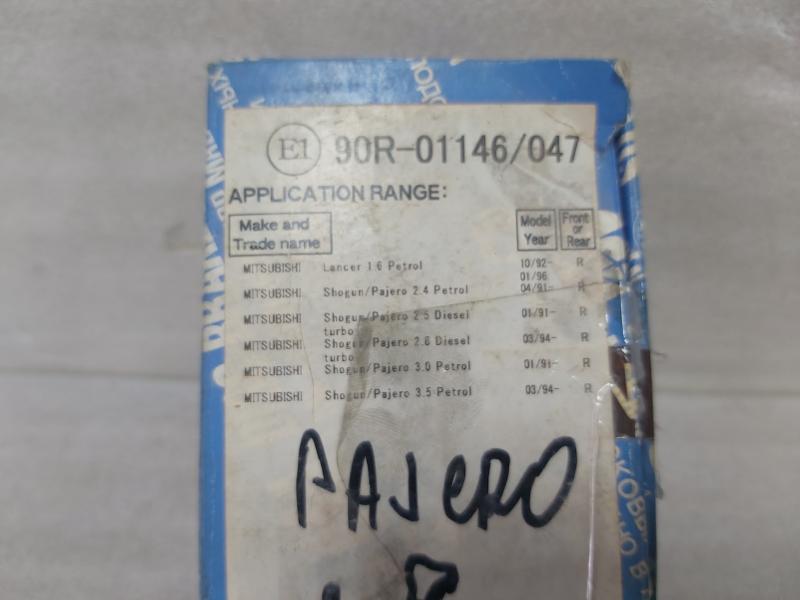 E1 90R-01146/047
APPLICATION RANGE:
Make and Trade name Model Year Front or Rear
MITSUBISHI Lancer 1.6 Petrol 10/92- R
01/96
MITSUBISHI Shogun/Pajero 2.4 Petrol 04/91- R
MITSUBISHI Shogun/Pajero 2.5 Diesel 01/91- R
turbo
MITSUBISHI Shogun/Pajero 2.8 Diesel 03/94- R
turbo
MITSUBISHI Shogun/Pajero 3.0 Petrol 01/91- R
MITSUBISHI Shogun/Pajero 3.5 Petrol 03/94- R
PAJERO